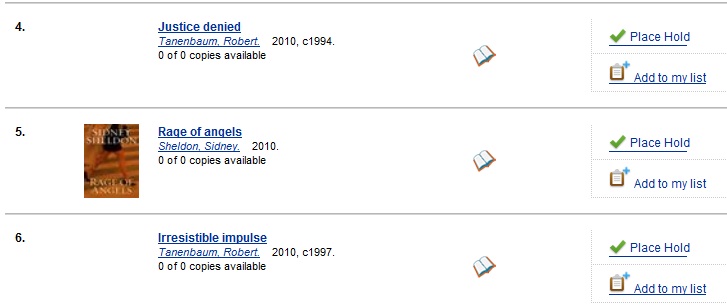 4.
Justice denied
Tanenbaum, Robert. 2010, c1994.
0 of 0 copies available
Place Hold
Add to my list
5.
SIDNEY
SHELDON
RAGE OF
ANGELS
Rage of angels
Sheldon, Sidney. 2010.
0 of 0 copies available
Place Hold
Add to my list
6.
Irresistible impulse
Tanenbaum, Robert. 2010, c1997.
0 of 0 copies available
Place Hold
Add to my list